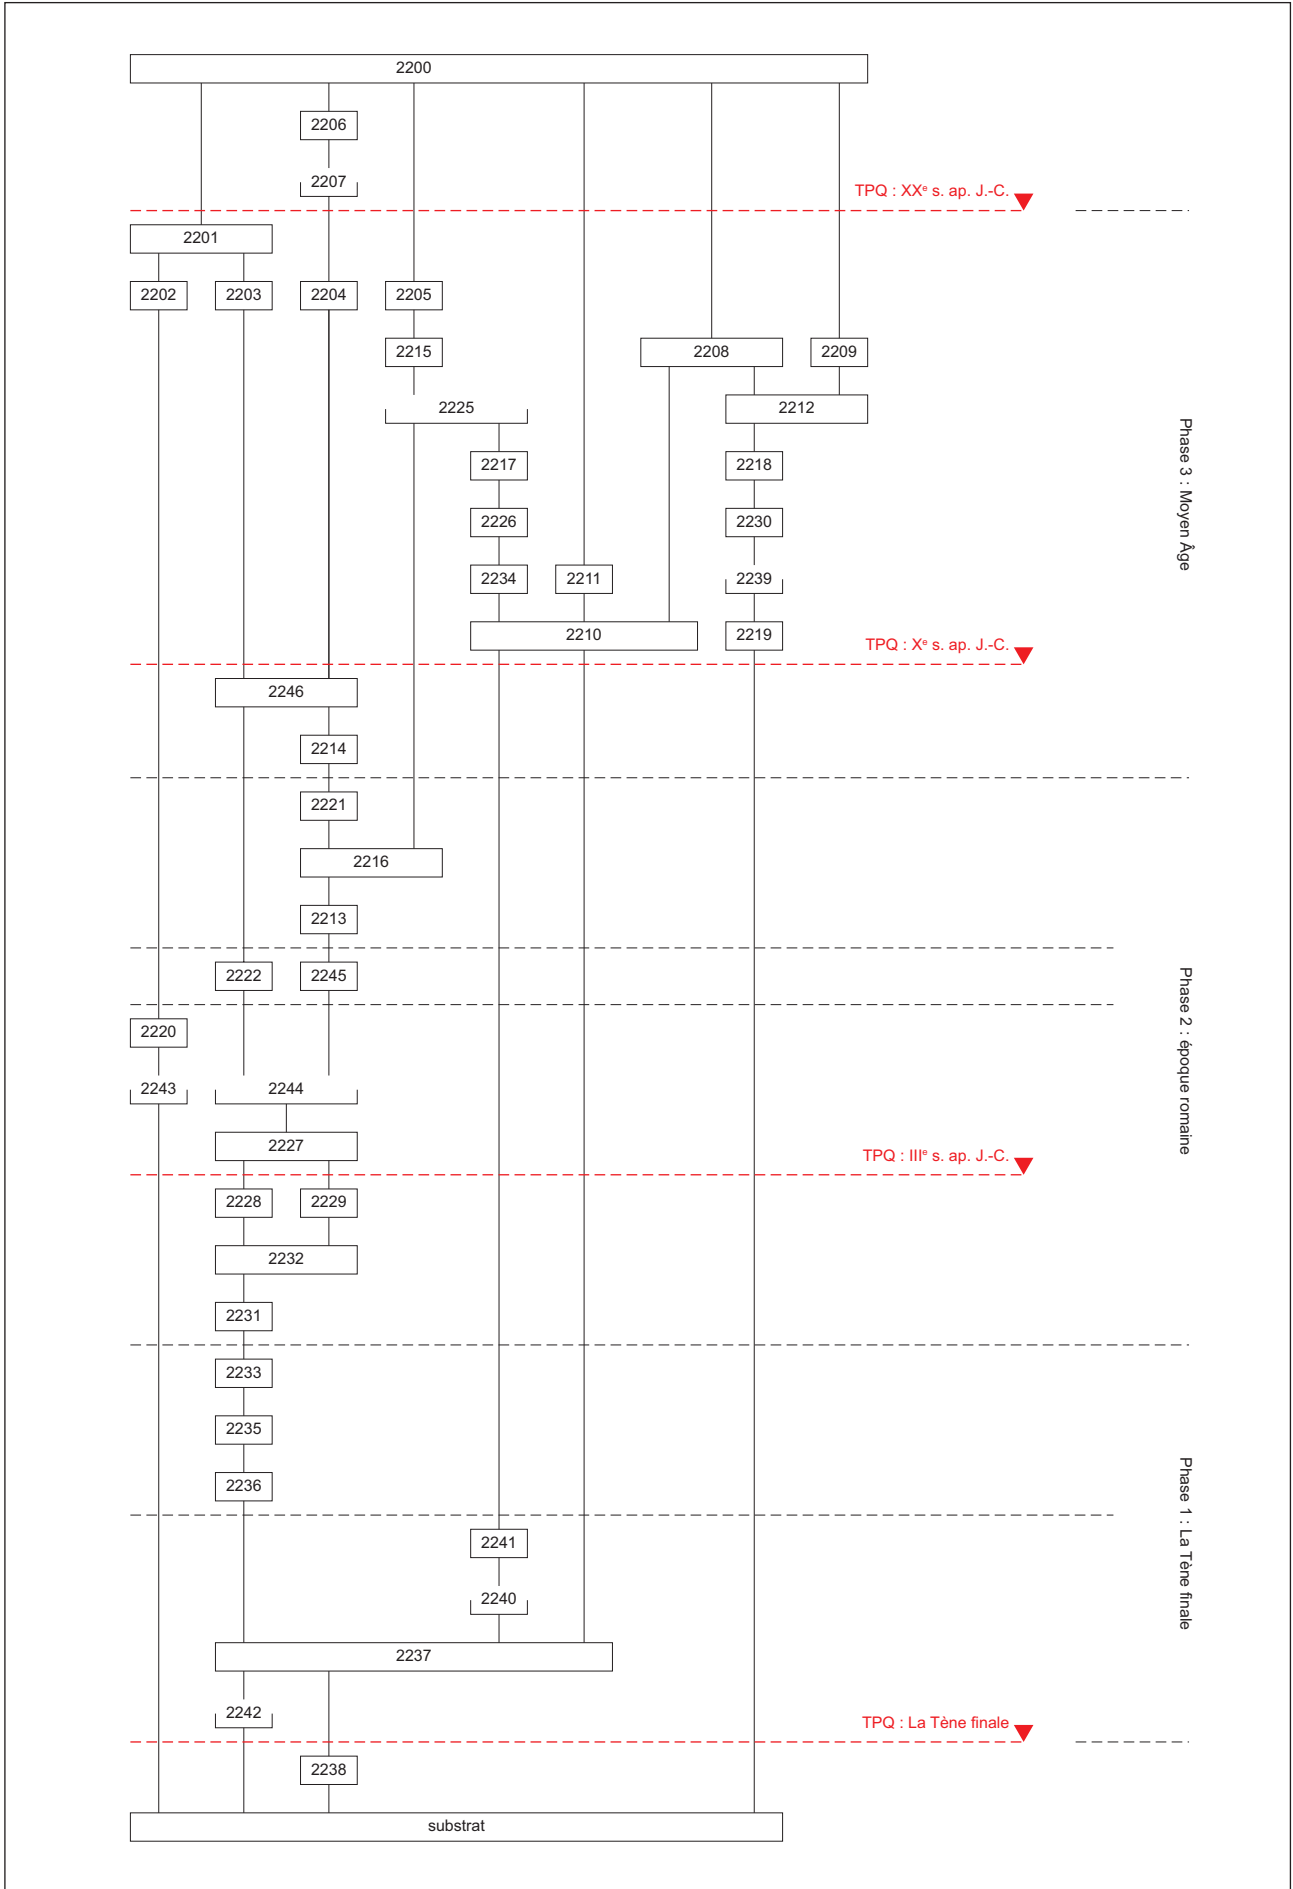 2200
2206
2207
TPQ : XXᵉ s. ap. J.-C.
2201
2202 2203 2204 2205
2215 2208 2209
2225 2212
2217 2218
2226 2230
2234 2211 2239
2210 2219
TPQ : Xᵉ s. ap. J.-C.
Phase 3 : Moyen Âge
2246
2214
2221
2216
2213
2222 2245
2220
2243 2244
2227
TPQ : IIIᵉ s. ap. J.-C.
Phase 2 : époque romaine
2228 2229
2232
2231
2233
2235
2236
2241
2240
2237
2242
TPQ : La Tène finale
Phase 1 : La Tène finale
2238
substrat